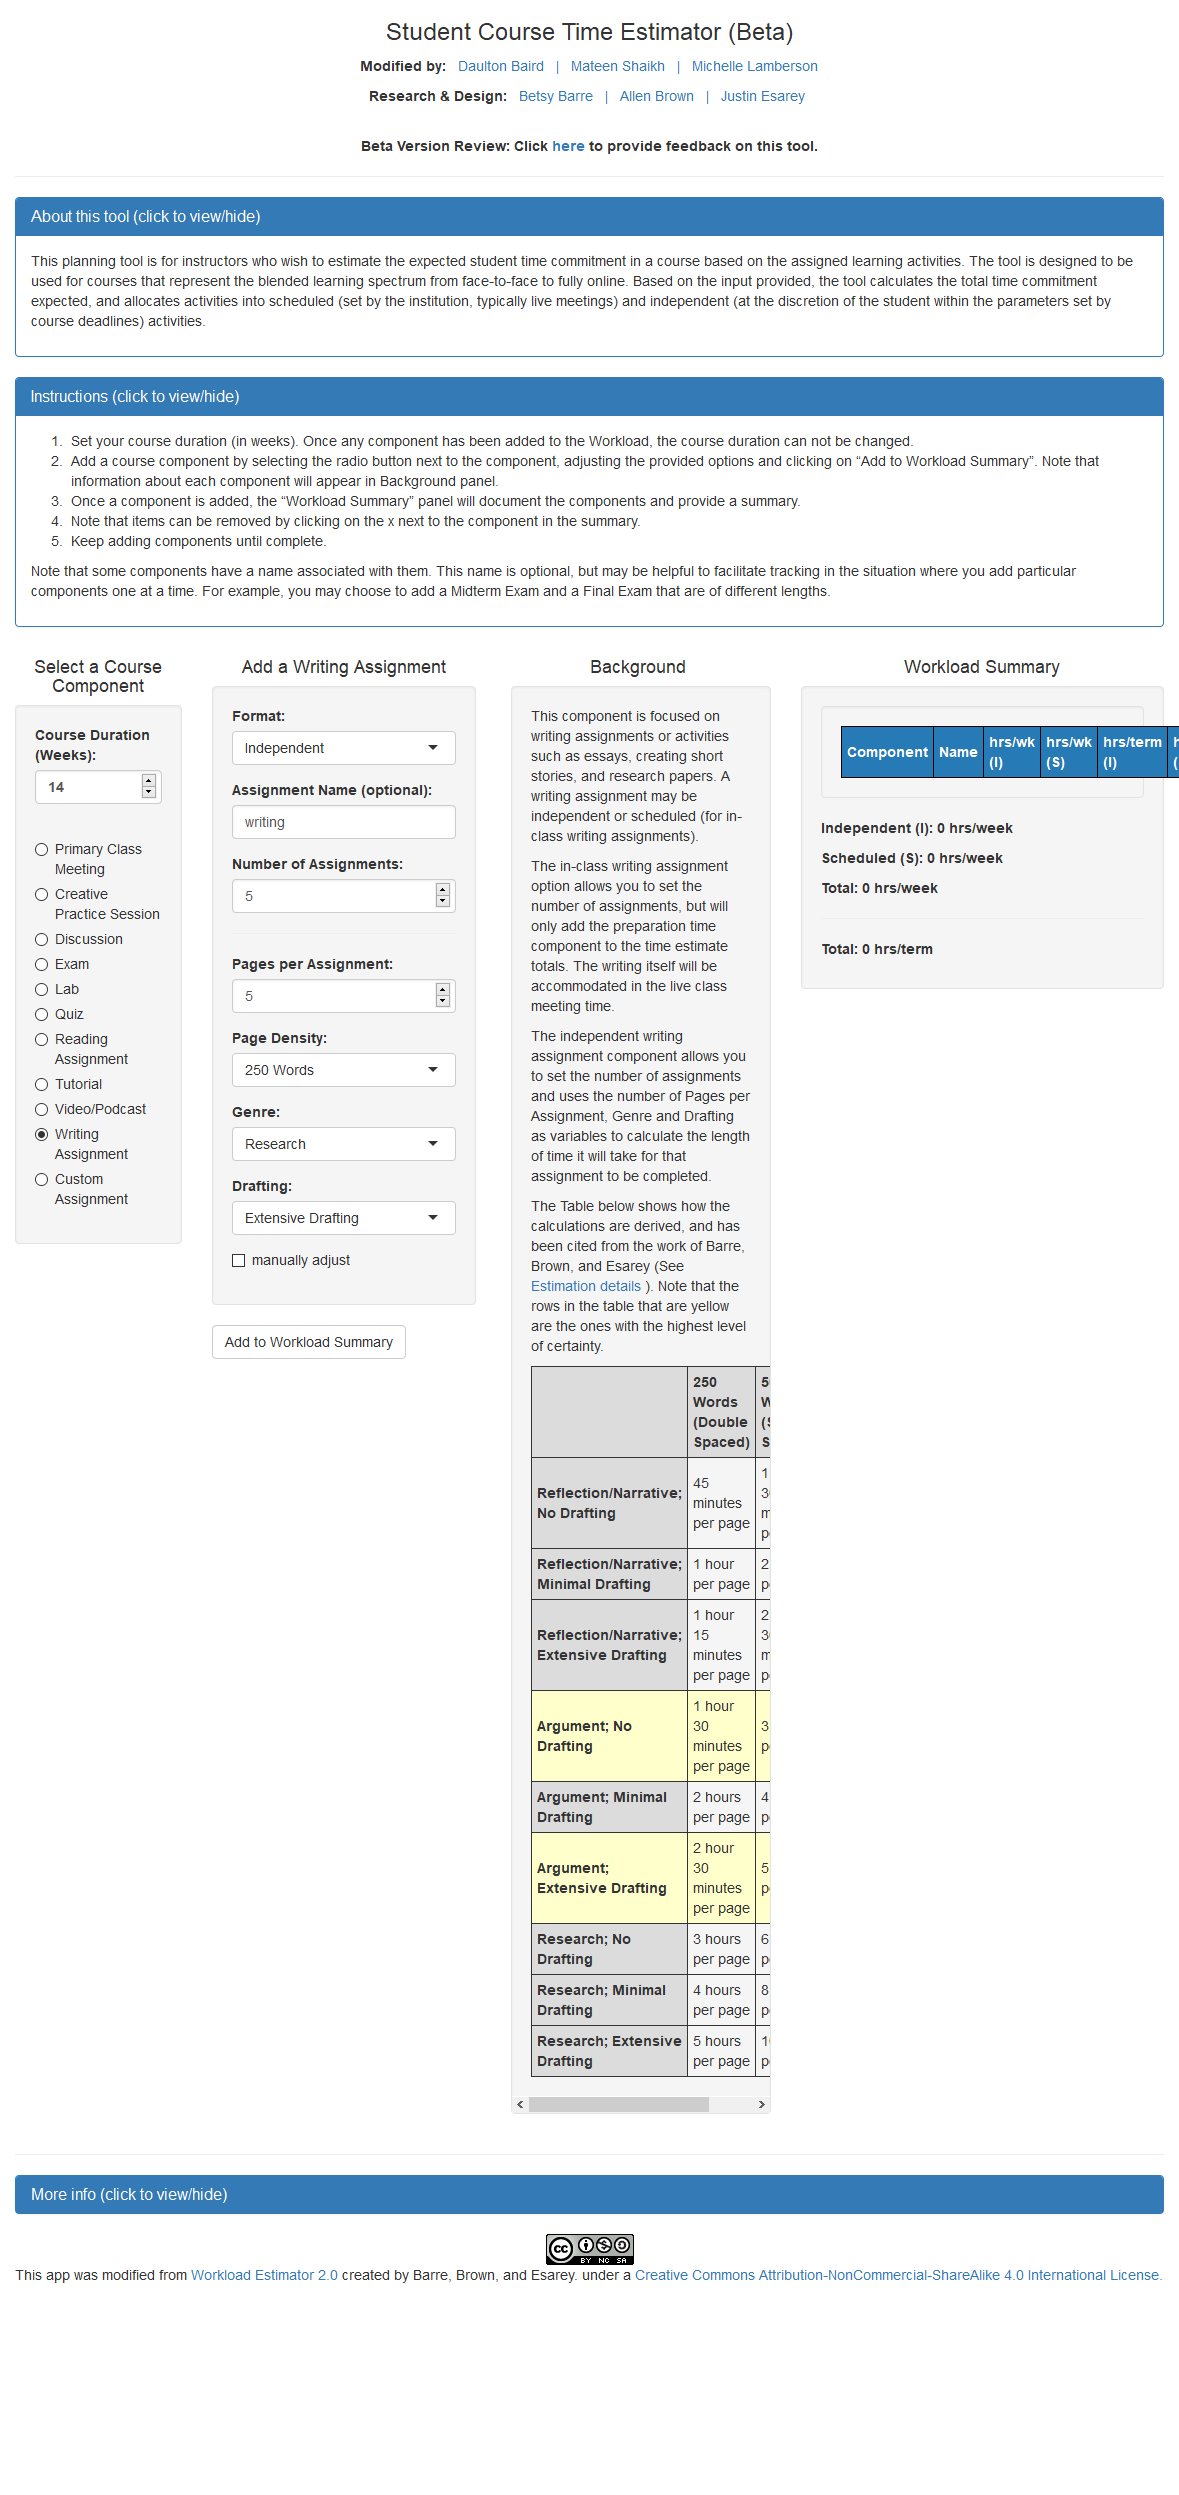 Student Course Time Estimator (Beta)
Modified by: Daulton Baird | Mateen Shaikh | Michelle Lamberson
Research & Design: Betsy Barre | Allen Brown | Justin Esarey
Beta Version Review: Click here to provide feedback on this tool.
About this tool (click to view/hide)
This planning tool is for instructors who wish to estimate the expected student time commitment in a course based on the assigned learning activities. The tool is designed to be
used for courses that represent the blended learning spectrum from face-to-face to fully online. Based on the input provided, the tool calculates the total time commitment
expected, and allocates activities into scheduled (set by the institution, typically live meetings) and independent (at the discretion of the student within the parameters set by
course deadlines) activities.
Instructions (click to view/hide)
1. Set your course duration (in weeks). Once any component has been added to the Workload, the course duration can not be changed.
2. Add a course component by selecting the radio button next to the component, adjusting the provided options and clicking on “Add to Workload Summary”. Note that
information about each component will appear in Background panel.
3. Once a component is added, the “Workload Summary” panel will document the components and provide a summary.
4. Note that items can be removed by clicking on the x next to the component in the summary.
5. Keep adding components until complete.
Note that some components have a name associated with them. This name is optional, but may be helpful to facilitate tracking in the situation where you add particular
components one at a time. For example, you may choose to add a Midterm Exam and a Final Exam that are of different lengths.
Select a Course
Component
Course Duration
(Weeks):
14
Primary Class
Meeting
Creative
Practice Session
Discussion
Exam
Lab
Quiz
Reading
Assignment
Tutorial
Video/Podcast
Writing
Assignment
Custom
Assignment
Add a Writing Assignment
Format:
Independent
Assignment Name (optional):
writing
Number of Assignments:
5
Pages per Assignment:
5
Page Density:
250 Words
Genre:
Research
Drafting:
Extensive Drafting
manually adjust
Add to Workload Summary
Background
This component is focused on
writing assignments or activities
such as essays, creating short
stories, and research papers. A
writing assignment may be
independent or scheduled (for in-
class writing assignments).
The in-class writing assignment
option allows you to set the
number of assignments, but will
only add the preparation time
component to the time estimate
totals. The writing itself will be
accommodated in the live class
meeting time.
The independent writing
assignment component allows you
to set the number of assignments
and uses the number of Pages per
Assignment, Genre and Drafting
as variables to calculate the length
of time it will take for that
assignment to be completed.
The Table below shows how the
calculations are derived, and has
been cited from the work of Barre,
Brown, and Esarey (See
Estimation details ). Note that the
rows in the table that are yellow
are the ones with the highest level
of certainty.
250
Words
(Double
Spaced)
Reflection/Narrative;
No Drafting
45
minutes
per page
Reflection/Narrative;
Minimal Drafting
1 hour
per page
Reflection/Narrative;
Extensive Drafting
1 hour
15
minutes
per page
Argument; No
Drafting
1 hour
30
minutes
per page
Argument; Minimal
Drafting
2 hours
per page
Argument;
Extensive Drafting
2 hour
30
minutes
per page
Research; No
Drafting
3 hours
per page
Research; Minimal
Drafting
4 hours
per page
Research; Extensive
Drafting
5 hours
per page
Workload Summary
Component Name hrs/wk (I) hrs/wk (S) hrs/term (I)
Independent (I): 0 hrs/week
Scheduled (S): 0 hrs/week
Total: 0 hrs/week
Total: 0 hrs/term
More info (click to view/hide)
cc BY NC SA
This app was modified from Workload Estimator 2.0 created by Barre, Brown, and Esarey. under a Creative Commons Attribution-NonCommercial-ShareAlike 4.0 International License.